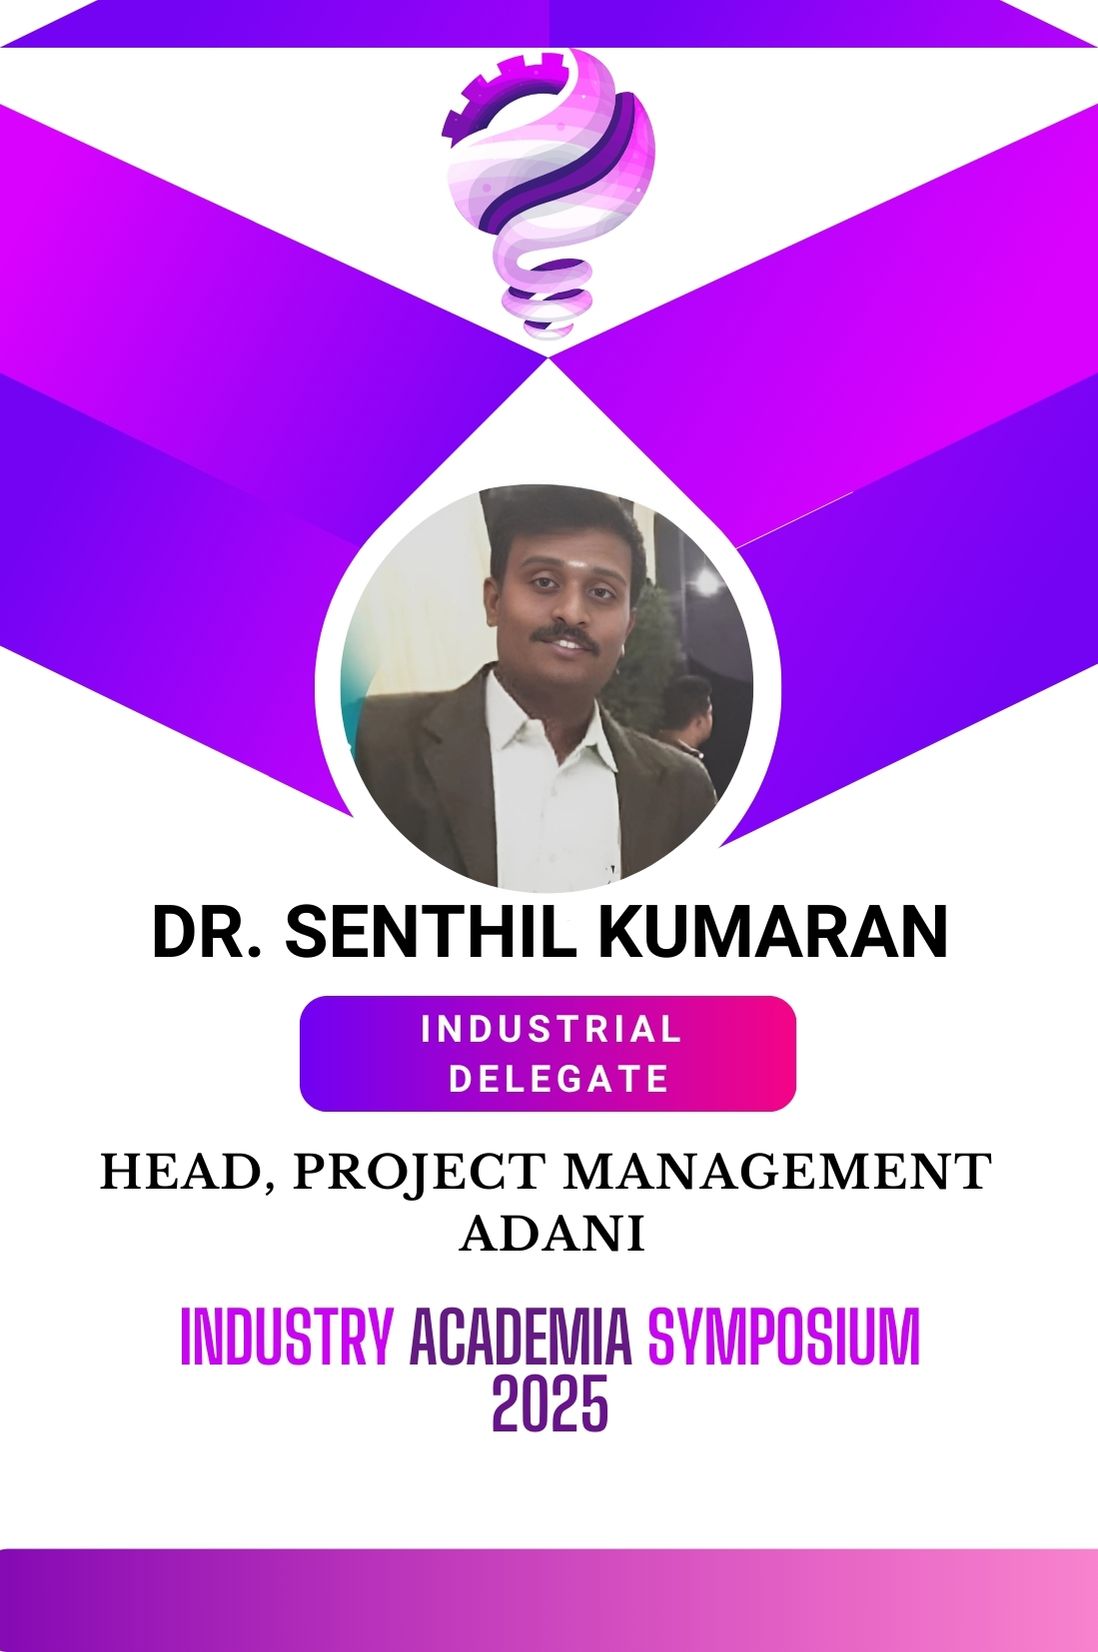 DR. SENTHIL KUMARAN
INDUSTRIAL
DELEGATE
HEAD, PROJECT MANAGEMENT
ADANI
INDUSTRY ACADEMIA SYMPOSIUM
2025